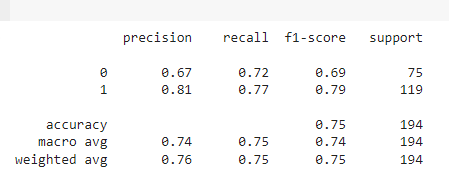 precision recall f1-score support
0 0.67 0.72 0.69 75
1 0.81 0.77 0.79 119
accuracy 0.75 194
macro avg 0.74 0.75 0.74 194
weighted avg 0.76 0.75 0.75 194